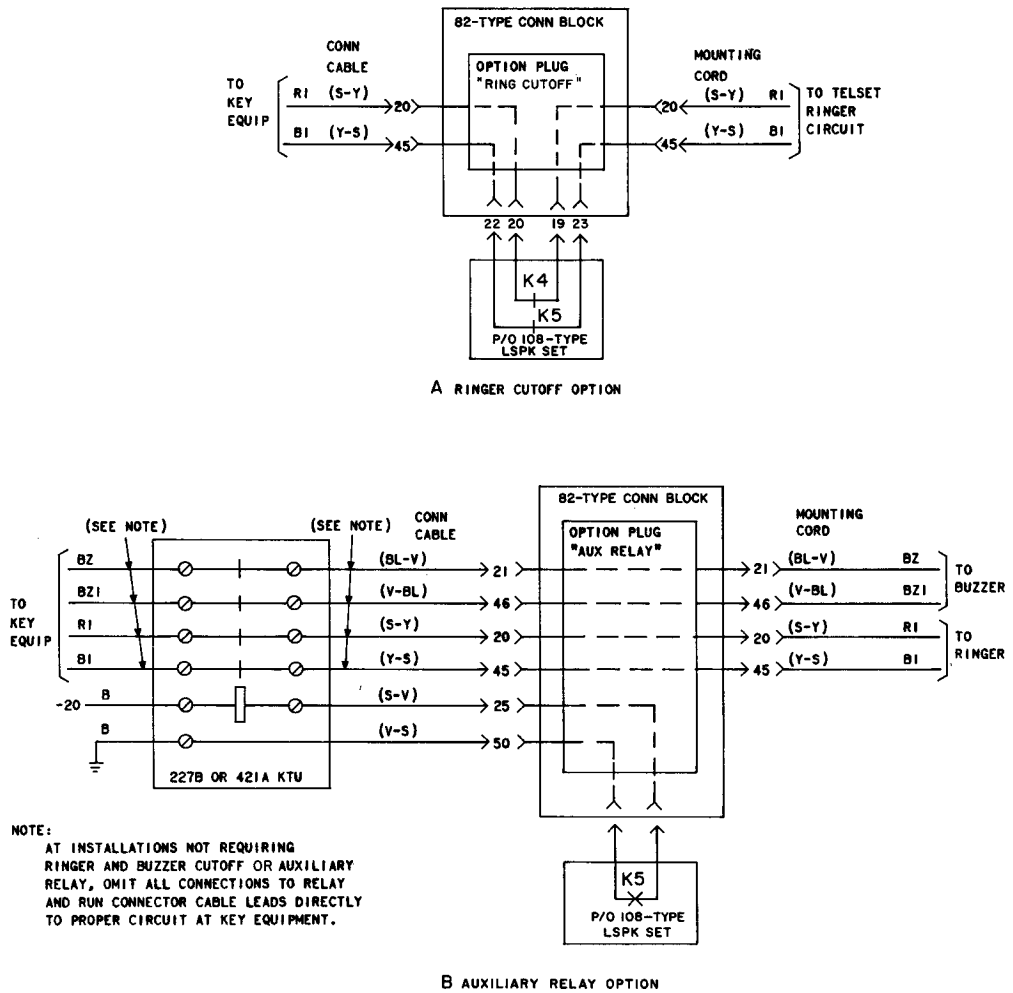 82-TYPE CONN BLOCK
CONN
CABLE
OPTION PLUG
"RING CUTOFF"
MOUNTING
CORD
TO
KEY
EQUIP
R1 (S-Y) 20
B1 (Y-S) 45
20 (S-Y) R1
45 (Y-S) B1
TO TELSET
RINGER
CIRCUIT
22 20 19 23
K4
K5
P/O 108-TYPE
LSPK SET
A RINGER CUTOFF OPTION
82-TYPE CONN BLOCK
(SEE NOTE)
(SEE NOTE)
CONN
CABLE
OPTION PLUG
"AUX RELAY"
MOUNTING
CORD
TO
KEY
EQUIP
BZ (BL-V) 21 21 (BL-V) BZ
BZ1 (V-BL) 46 46 (V-BL) BZ1
TO
BUZZER
R1 (S-Y) 20 20 (S-Y) R1
B1 (Y-S) 45 45 (Y-S) B1
TO
RINGER
-20 B (S-V) 25
B (V-S) 50
227B OR 421A KTU
K5
P/O 108-TYPE
LSPK SET
NOTE:
AT INSTALLATIONS NOT REQUIRING
RINGER AND BUZZER CUTOFF OR AUXILIARY
RELAY, OMIT ALL CONNECTIONS TO RELAY
AND RUN CONNECTOR CABLE LEADS DIRECTLY
TO PROPER CIRCUIT AT KEY EQUIPMENT.
B AUXILIARY RELAY OPTION